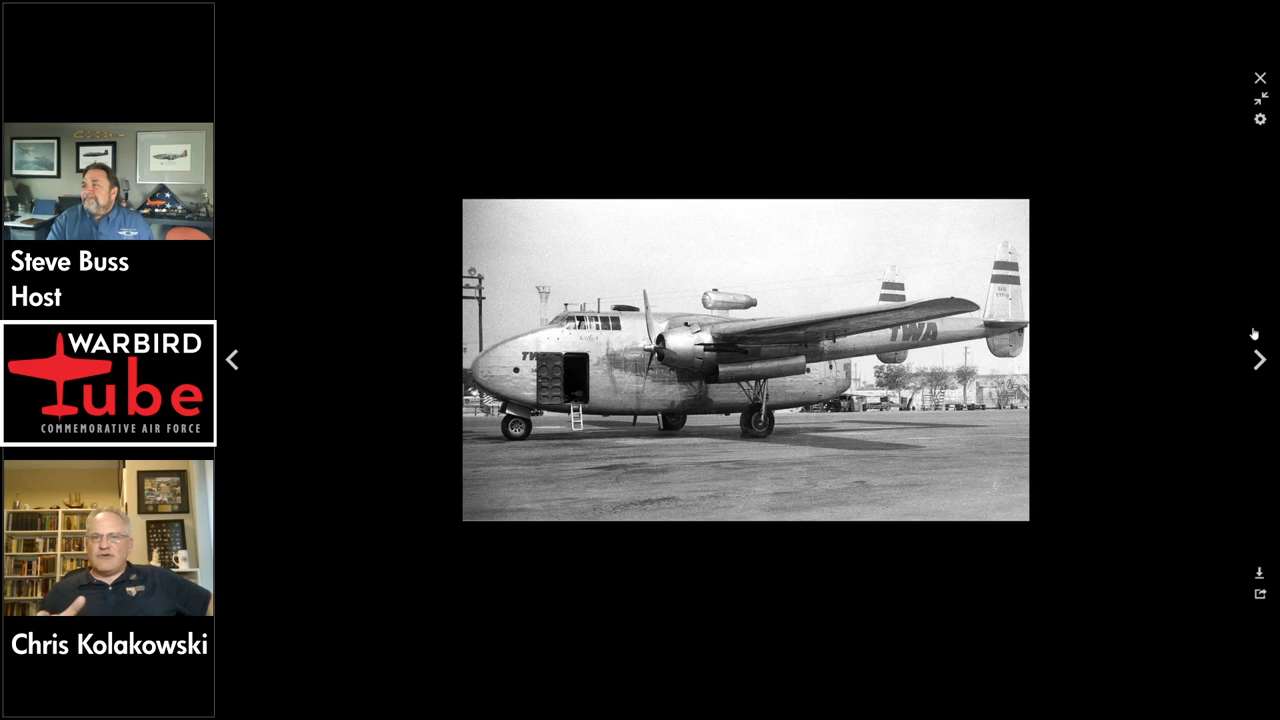 Steve Buss
Host
WARBIRD
Tube
COMMEMORATIVE AIR FORCE
Chris Kolakowski
TWA